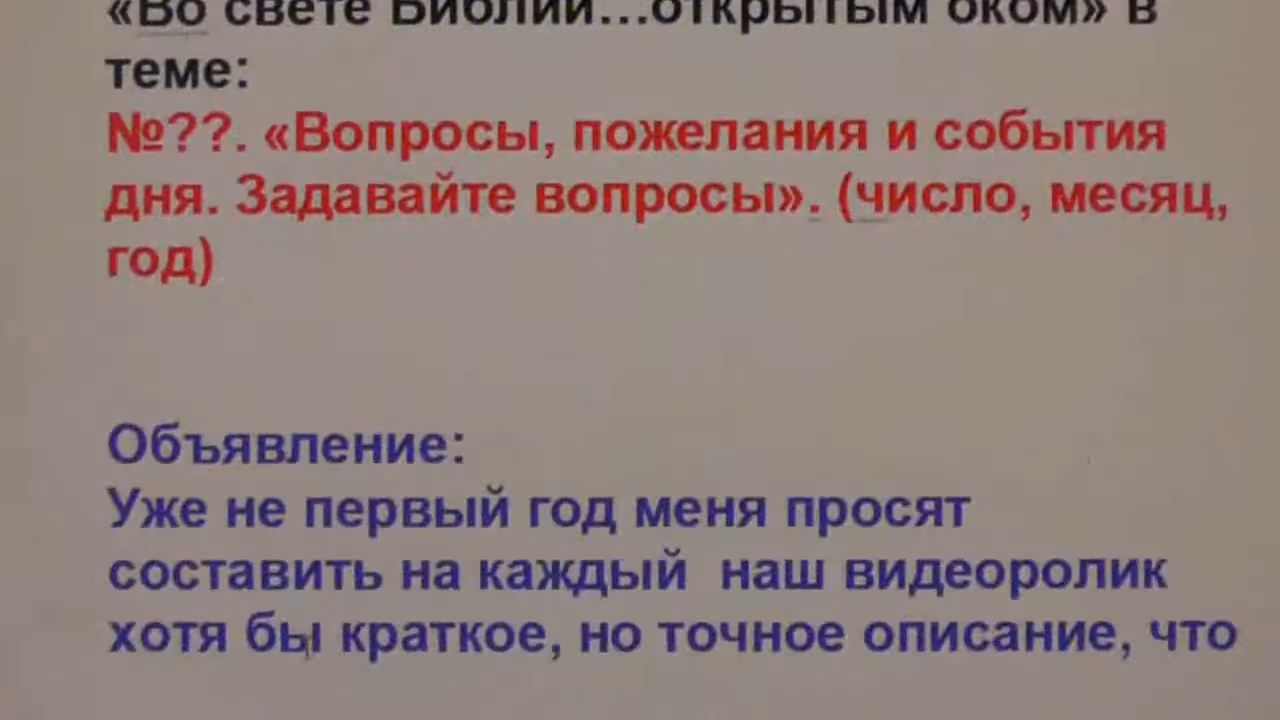 «Во свете Библии...открытым оком» в
теме:
№??. «Вопросы, пожелания и события
дня. Задавайте вопросы». (число, месяц,
год)
Объявление:
Уже не первый год меня просят
составить на каждый  наш видеоролик
хотя бы краткое, но точное описание, что